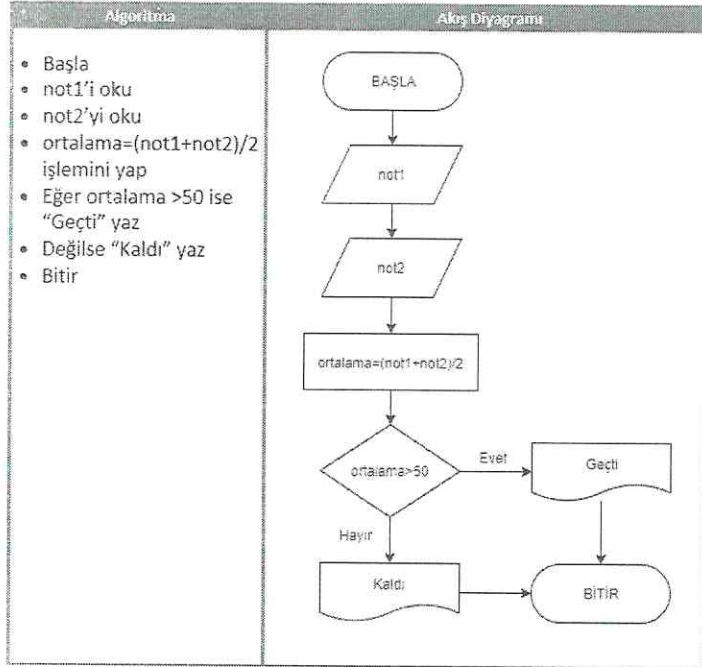 Algoritma
Akış Diyagramı
• Başla
• not1'i oku
• not2'yi oku
• ortalama=(not1+not2)/2
işlemini yap
• Eğer ortalama >50 ise
"Geçti" yaz
• Değilse "Kaldı" yaz
• Bitir
BAŞLA
not1
not2
ortalama=(not1+not2)/2
ortalama>50
Evet
Geçti
Hayır
Kaldı
BİTİR